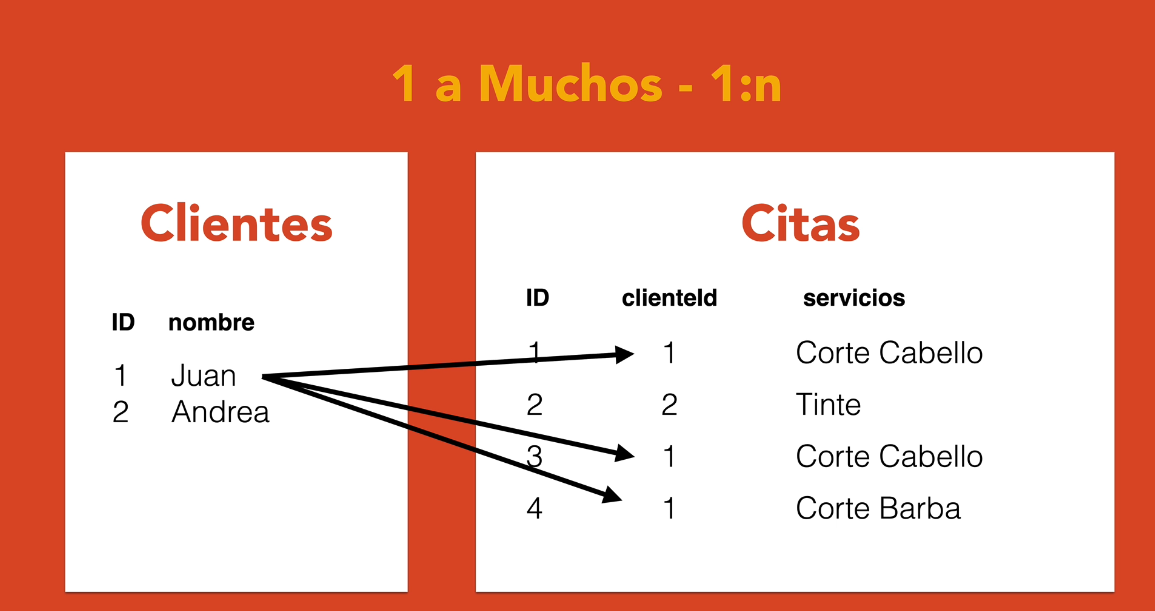 1 a Muchos - 1:n
Clientes
ID nombre
1 Juan
2 Andrea
Citas
ID clienteId servicios
1 1 Corte Cabello
2 2 Tinte
3 1 Corte Cabello
4 1 Corte Barba